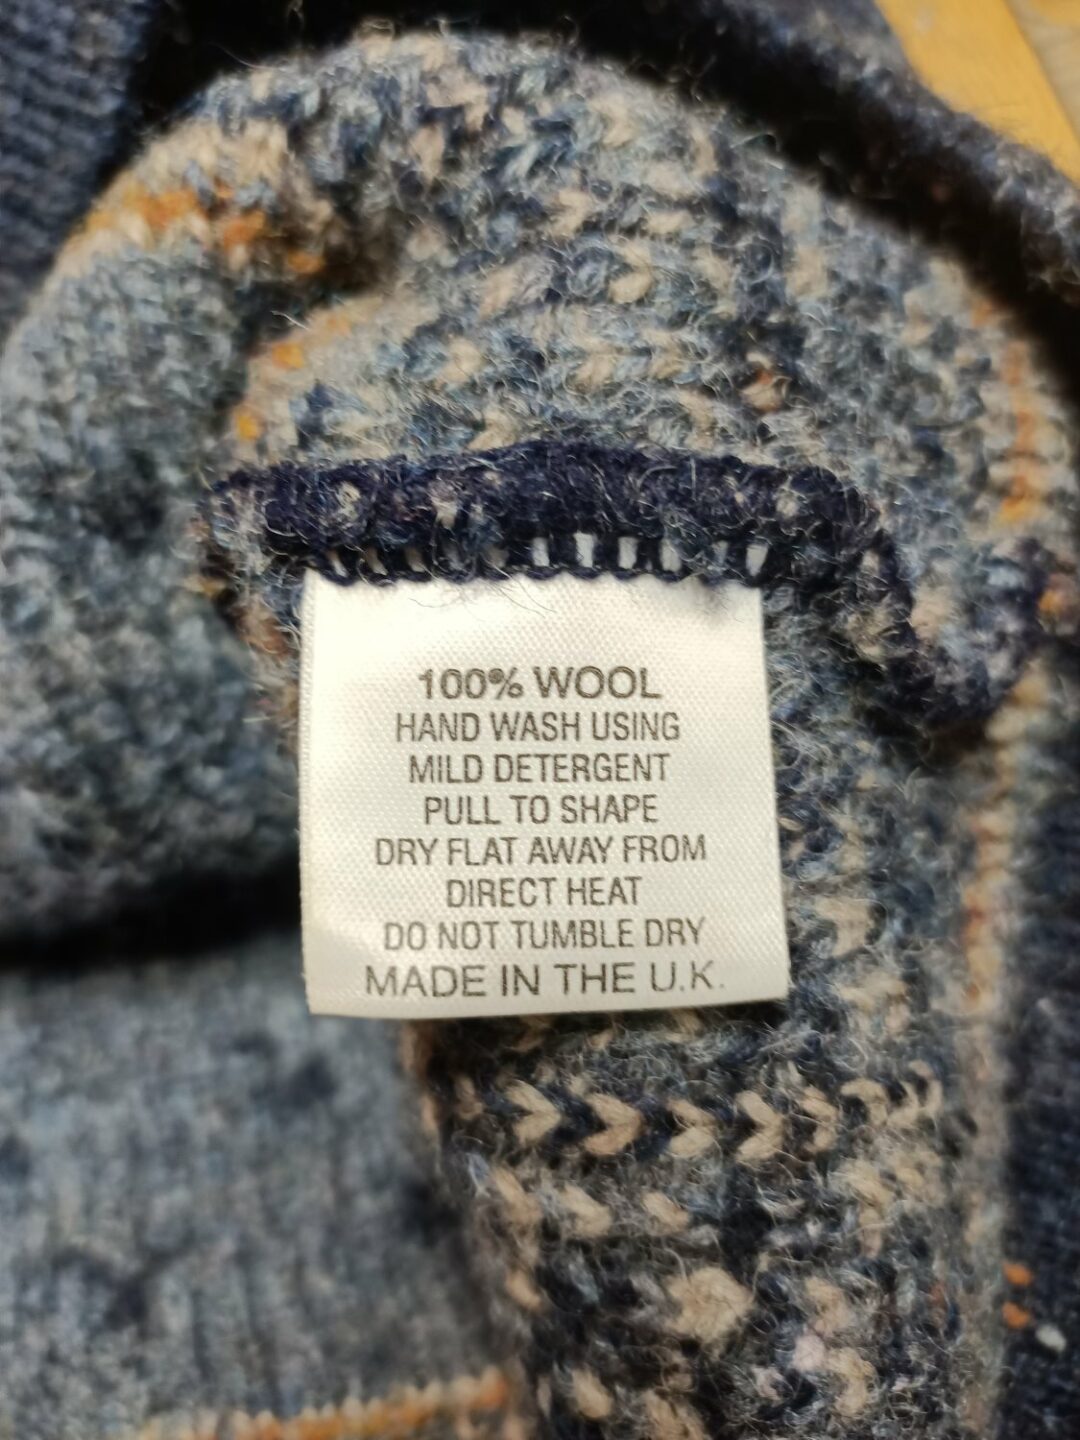 100% WOOL
HAND WASH USING
MILD DETERGENT
PULL TO SHAPE
DRY FLAT AWAY FROM
DIRECT HEAT
DO NOT TUMBLE DRY
MADE IN THE U.K.